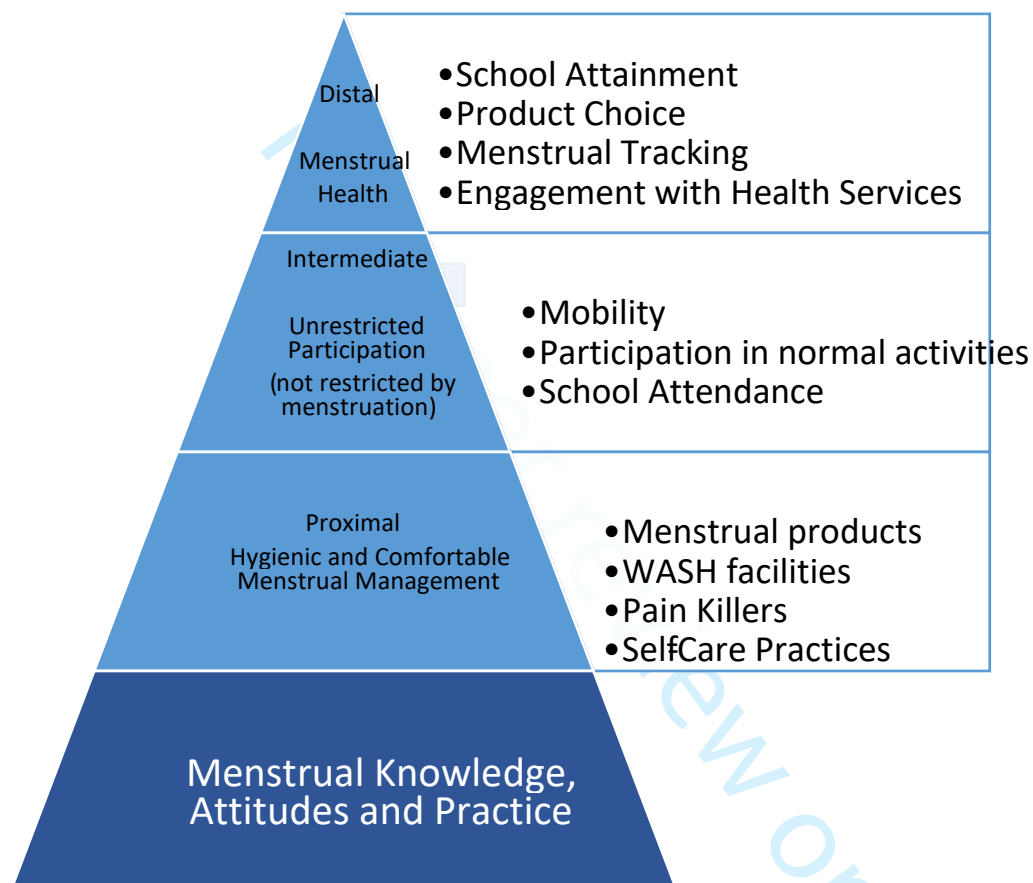 Distal
Menstrual
Health
•School Attainment
•Product Choice
•Menstrual Tracking
•Engagement with Health Services
Intermediate
Unrestricted
Participation
(not restricted by
menstruation)
•Mobility
•Participation in normal activities
•School Attendance
Proximal
Hygienic and Comfortable
Menstrual Management
•Menstrual products
•WASH facilities
•Pain Killers
•SelfCare Practices
Menstrual Knowledge,
Attitudes and Practice
review